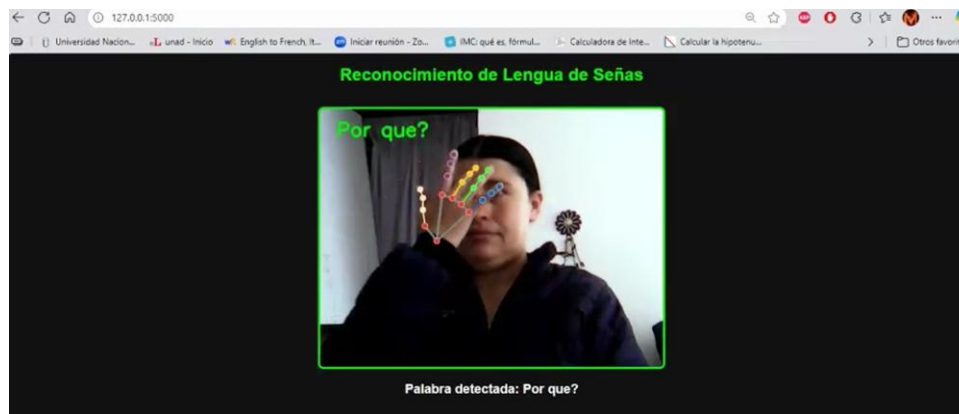 127.0.0.1:5000
Universidad Nacion... unad - Inicio English to French, It... Iniciar reunión - Zo... IMC: qué es, fórmul... Calculadora de Inte... Calcular la hipotenu... Otros favorit
Reconocimiento de Lengua de Señas
Por que?
Palabra detectada: Por que?